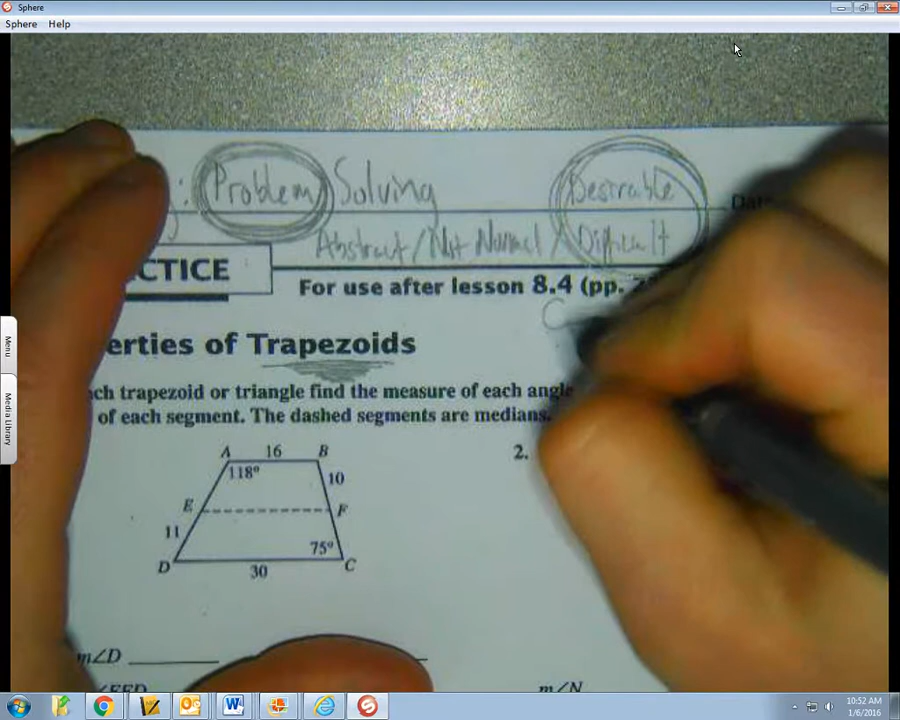 Sphere
Sphere Help
Problem Solving
Desirable
Abstract / Not Normal / Difficult
CTICE
For use after lesson 8.4 (pp.
erties of Trapezoids
ch trapezoid or triangle find the measure of each angle
of each segment. The dashed segments are medians.
A 16 B
2.
118°
10
E F
11
75°
D 30 C
m∠D
m∠N
Menu
Media Library
10:52 AM
1/6/2016